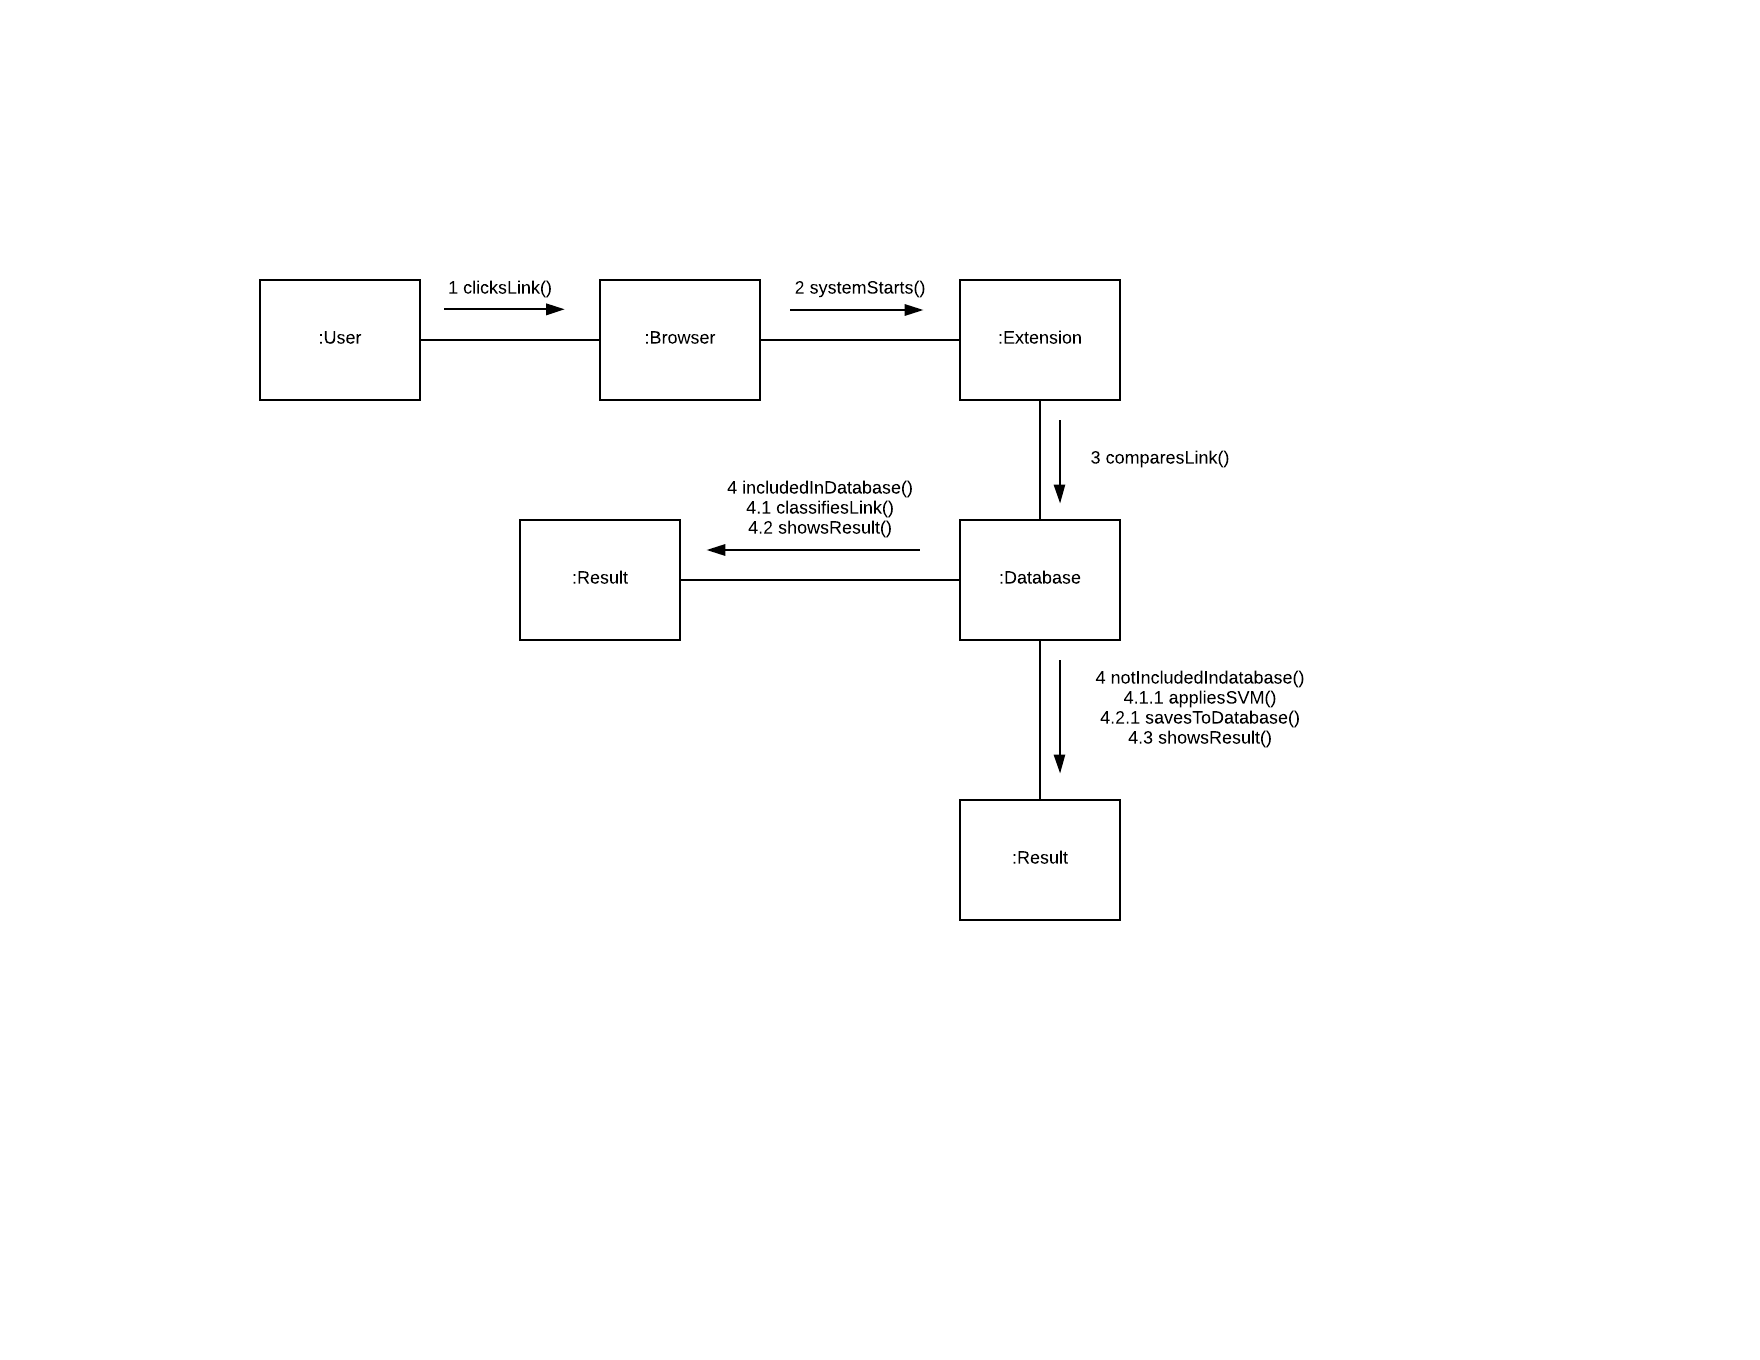 1 clicksLink()
2 systemStarts()
:User
:Browser
:Extension
3 comparesLink()
4 includedInDatabase()
4.1 classifiesLink()
4.2 showsResult()
:Result
:Database
4 notIncludedIndatabase()
4.1.1 appliesSVM()
4.2.1 savesToDatabase()
4.3 showsResult()
:Result